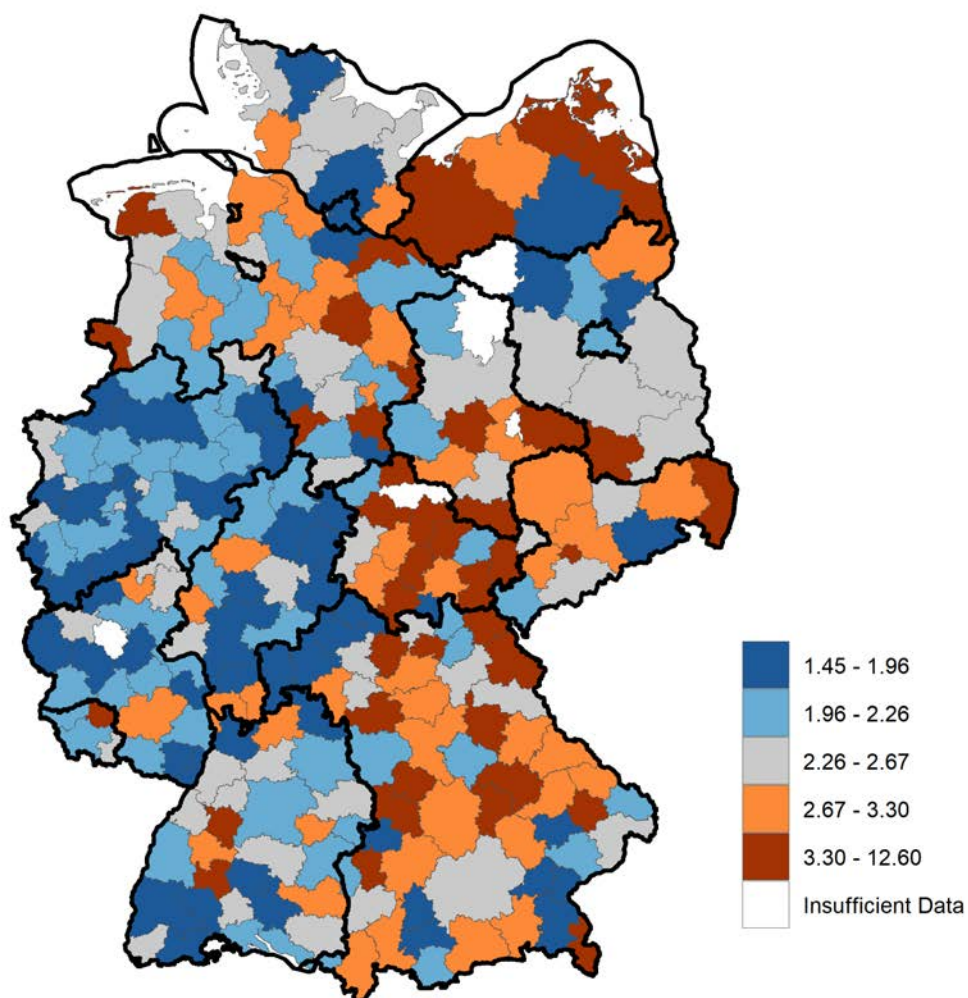 1.45 - 1.96
1.96 - 2.26
2.26 - 2.67
2.67 - 3.30
3.30 - 12.60
Insufficient Data